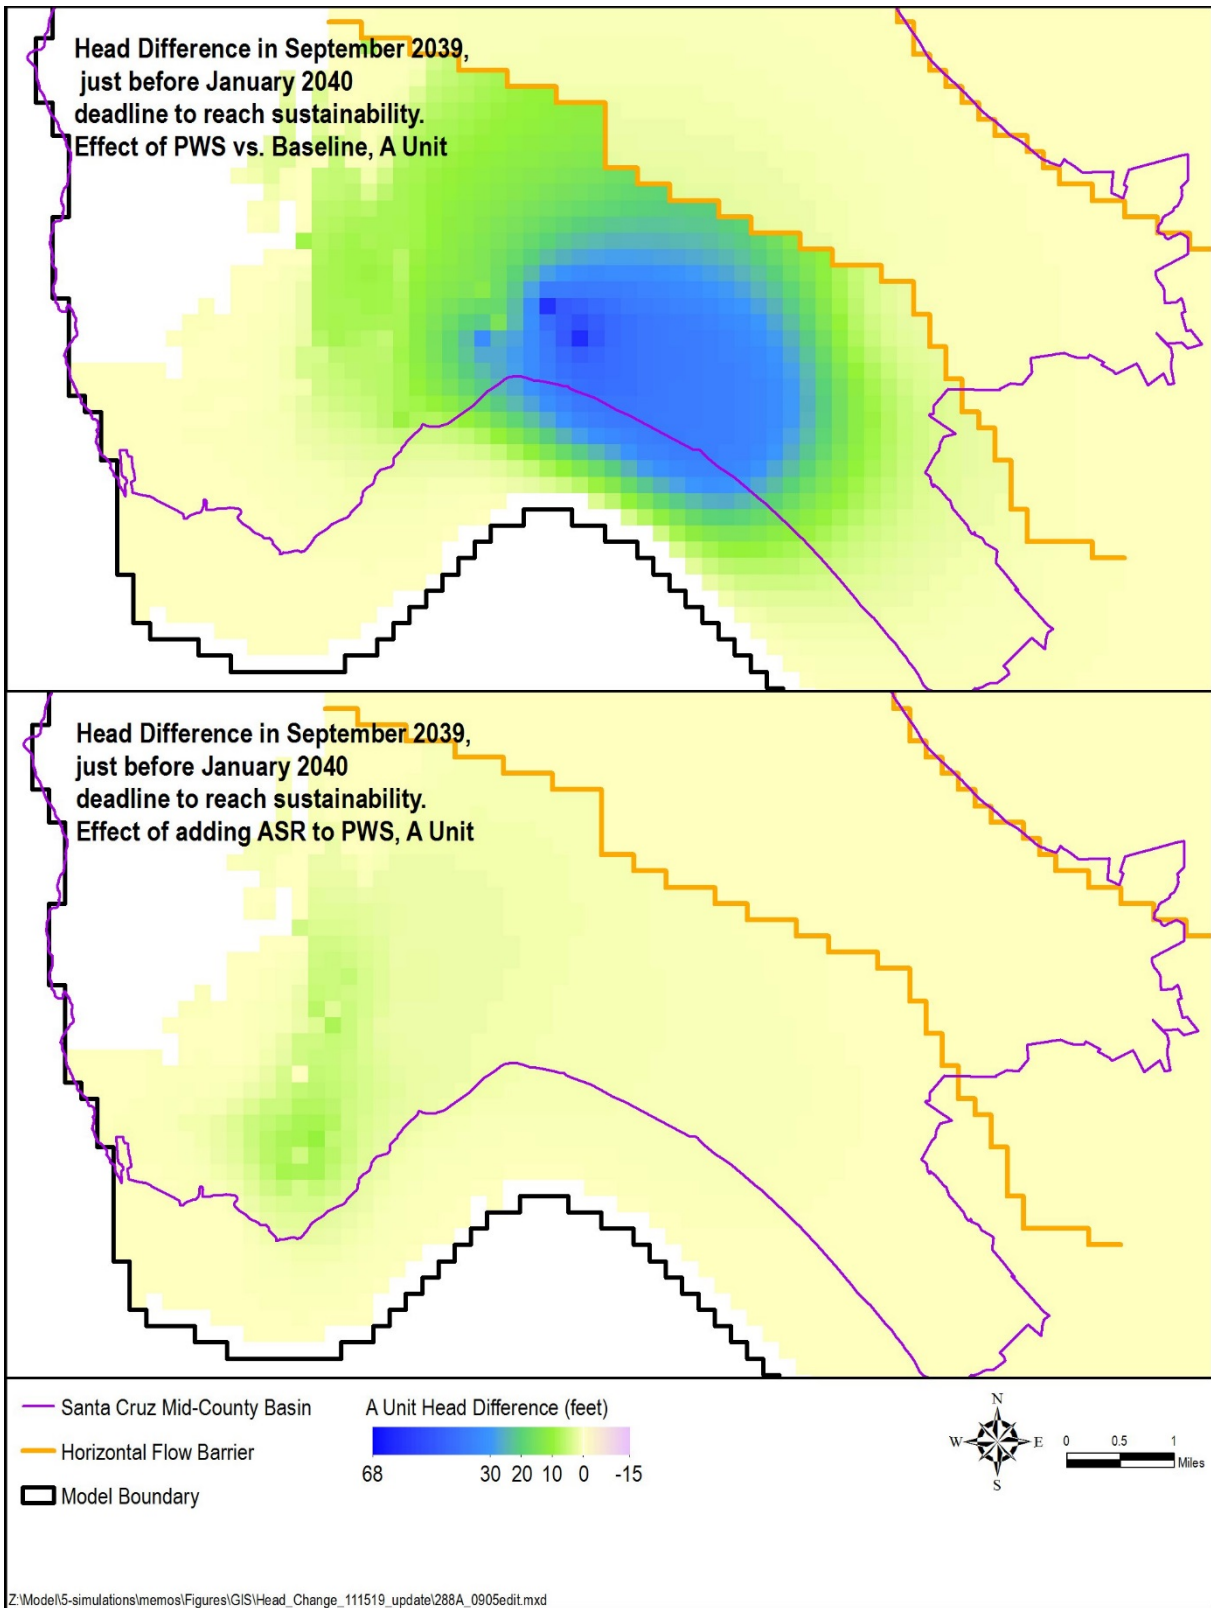 Head Difference in September 2039,
just before January 2040
deadline to reach sustainability.
Effect of PWS vs. Baseline, A Unit
Head Difference in September 2039,
just before January 2040
deadline to reach sustainability.
Effect of adding ASR to PWS, A Unit
Santa Cruz Mid-County Basin
Horizontal Flow Barrier
Model Boundary
A Unit Head Difference (feet)
68 30 20 10 0 -15
N
W E
S
0 0.5 1
Miles
Z:\Model\5-simulations\memos\Figures\GIS\Head_Change_111519_update\288A_0905edit.mxd